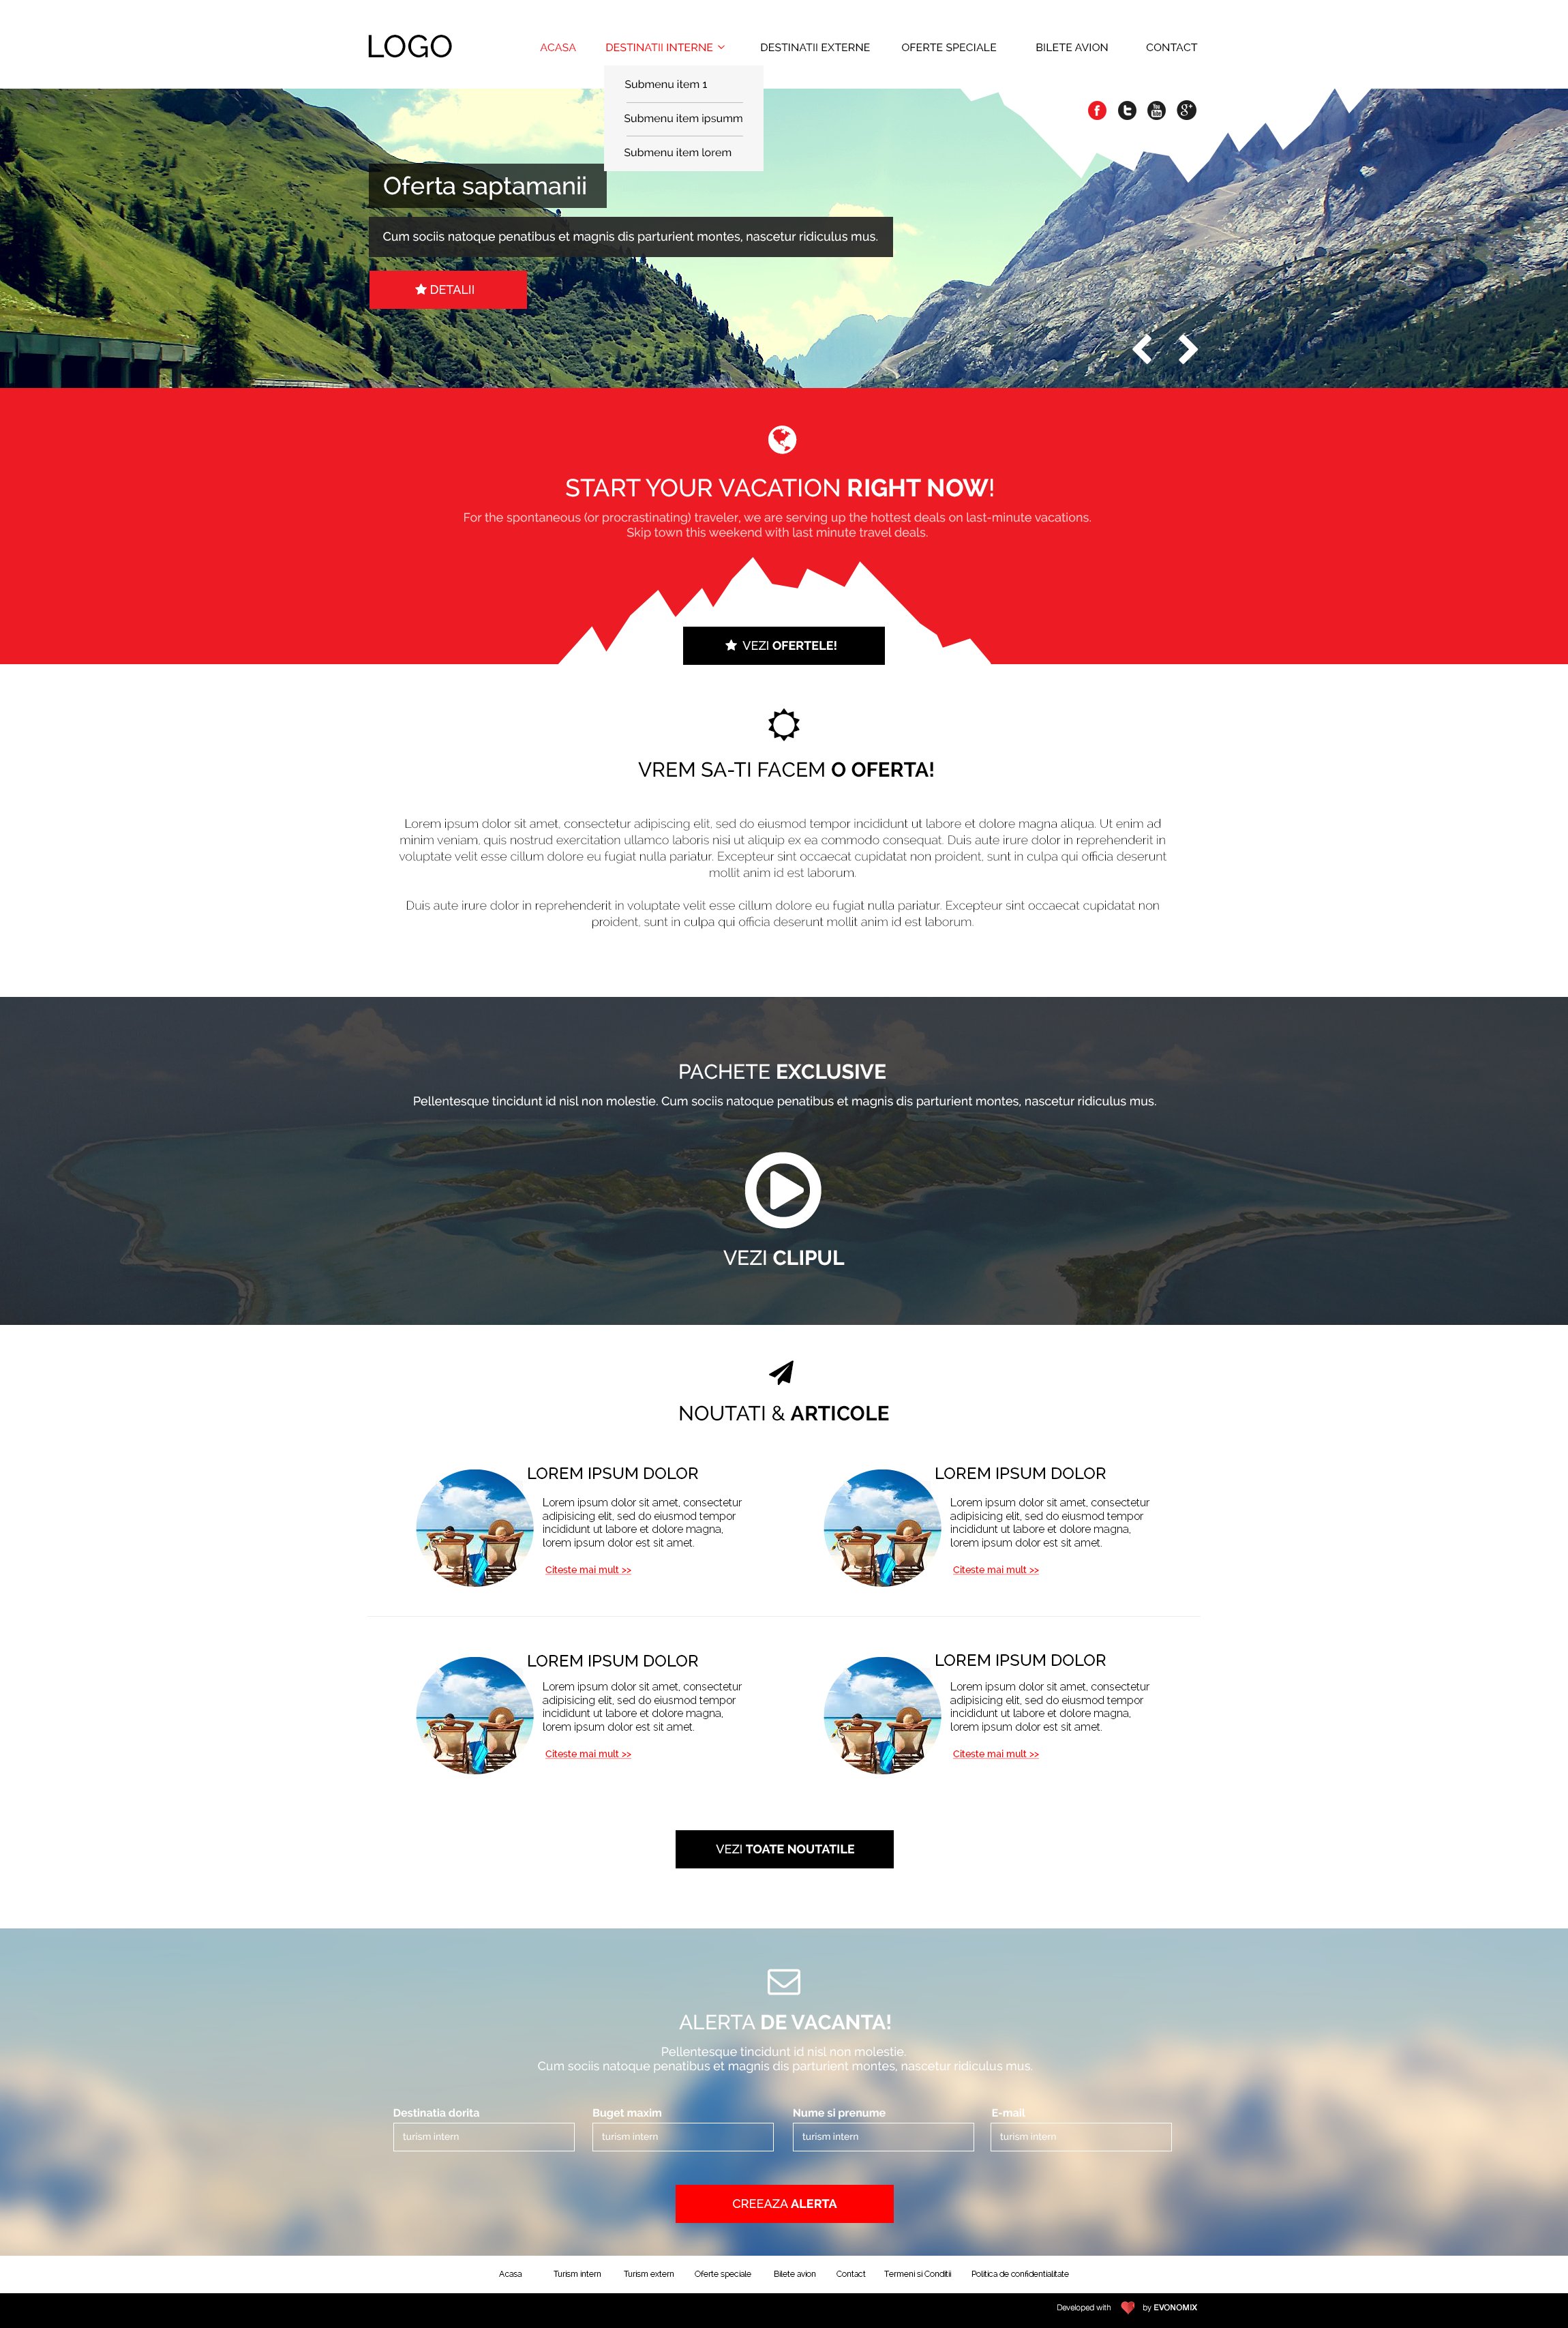 LOGO
ACASA
DESTINATII INTERNE
DESTINATII EXTERNE
OFERTE SPECIALE
BILETE AVION
CONTACT
Submenu item 1
Submenu item ipsumm
Submenu item lorem
Oferta saptamanii
Cum sociis natoque penatibus et magnis dis parturient montes, nascetur ridiculus mus.
DETALII
START YOUR VACATION RIGHT NOW!
For the spontaneous (or procrastinating) traveler, we are serving up the hottest deals on last-minute vacations.
Skip town this weekend with last minute travel deals.
VEZI OFERTELE!
VREM SA-TI FACEM O OFERTA!
Lorem ipsum dolor sit amet, consectetur adipiscing elit, sed do eiusmod tempor incididunt ut labore et dolore magna aliqua. Ut enim ad
minim veniam, quis nostrud exercitation ullamco laboris nisi ut aliquip ex ea commodo consequat. Duis aute irure dolor in reprehenderit in
voluptate velit esse cillum dolore eu fugiat nulla pariatur. Excepteur sint occaecat cupidatat non proident, sunt in culpa qui officia deserunt
mollit anim id est laborum.
Duis aute irure dolor in reprehenderit in voluptate velit esse cillum dolore eu fugiat nulla pariatur. Excepteur sint occaecat cupidatat non
proident, sunt in culpa qui officia deserunt mollit anim id est laborum.
PACHETE EXCLUSIVE
Pellentesque tincidunt id nisl non molestie. Cum sociis natoque penatibus et magnis dis parturient montes, nascetur ridiculus mus.
VEZI CLIPUL
NOUTATI & ARTICOLE
LOREM IPSUM DOLOR
Lorem ipsum dolor sit amet, consectetur
adipisicing elit, sed do eiusmod tempor
incididunt ut labore et dolore magna,
lorem ipsum dolor est sit amet.
Citeste mai mult >>
LOREM IPSUM DOLOR
Lorem ipsum dolor sit amet, consectetur
adipisicing elit, sed do eiusmod tempor
incididunt ut labore et dolore magna,
lorem ipsum dolor est sit amet.
Citeste mai mult >>
LOREM IPSUM DOLOR
Lorem ipsum dolor sit amet, consectetur
adipisicing elit, sed do eiusmod tempor
incididunt ut labore et dolore magna,
lorem ipsum dolor est sit amet.
Citeste mai mult >>
LOREM IPSUM DOLOR
Lorem ipsum dolor sit amet, consectetur
adipisicing elit, sed do eiusmod tempor
incididunt ut labore et dolore magna,
lorem ipsum dolor est sit amet.
Citeste mai mult >>
VEZI TOATE NOUTATILE
ALERTA DE VACANTA!
Pellentesque tincidunt id nisl non molestie.
Cum sociis natoque penatibus et magnis dis parturient montes, nascetur ridiculus mus.
Destinatia dorita
turism intern
Buget maxim
turism intern
Nume si prenume
turism intern
E-mail
turism intern
CREEAZA ALERTA
Acasa
Turism intern
Turism extern
Oferte speciale
Bilete avion
Contact
Termeni si Conditii
Politica de confidentialitate
Developed with by EVONOMIX